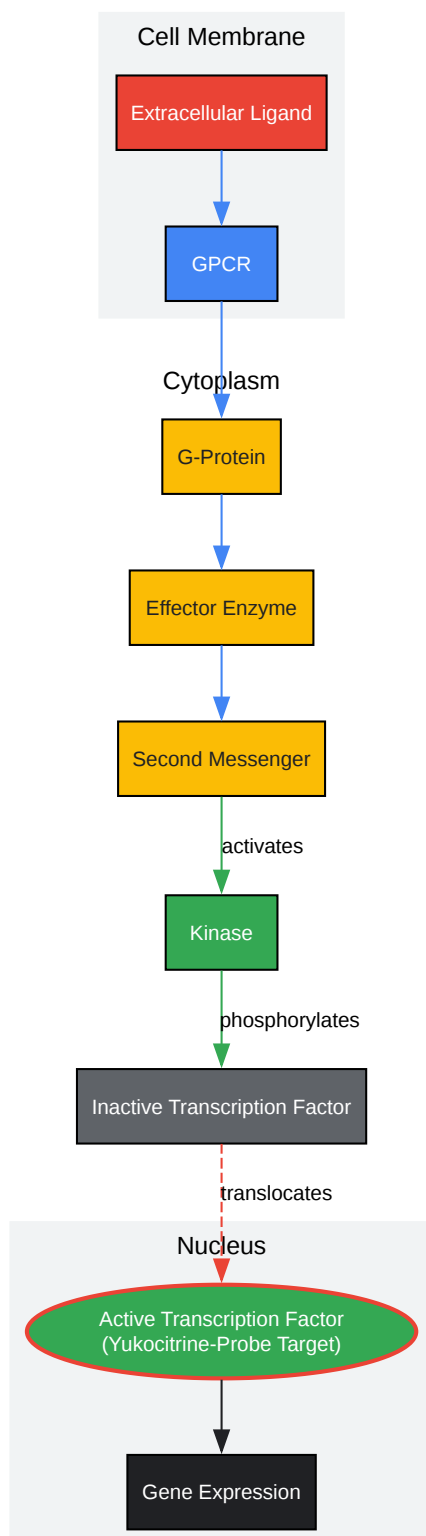 Cell Membrane
Extracellular Ligand
GPCR
Cytoplasm
G-Protein
Effector Enzyme
Second Messenger
activates
Kinase
phosphorylates
Inactive Transcription Factor
translocates
Nucleus
Active Transcription Factor
(Yukocitrine-Probe Target)
Gene Expression